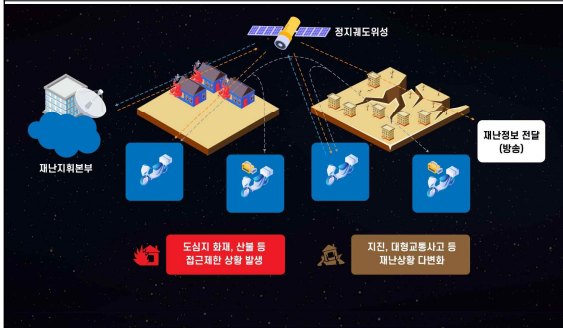 정지궤도위성
재난지휘본부
재난정보 전달
(방송)
도심지 화재, 산불 등
접근제한 상황 발생
지진, 대형교통사고 등
재난상황 다변화